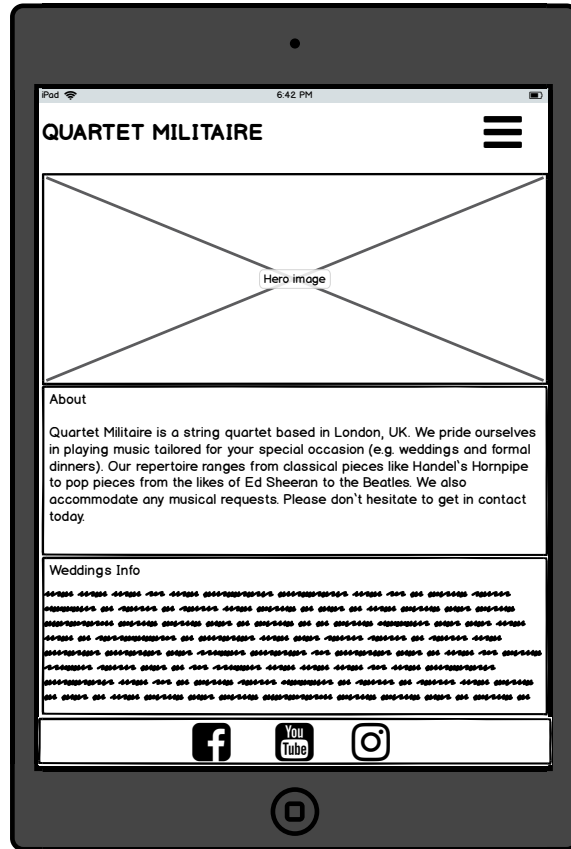 iPad 6:42 PM
QUARTET MILITAIRE
Hero image
About
Quartet Militaire is a string quartet based in London, UK. We pride ourselves
in playing music tailored for your special occasion (e.g. weddings and formal
dinners). Our repertoire ranges from classical pieces like Handel`s Hornpipe
to pop pieces from the likes of Ed Sheeran to the Beatles. We also
accommodate any musical requests. Please don`t hesitate to get in contact
today.
Weddings Info
You
Tube